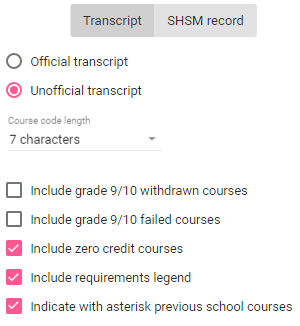 Transcript SHSM record
Official transcript
Unofficial transcript
Course code length
7 characters
Include grade 9/10 withdrawn courses
Include grade 9/10 failed courses
Include zero credit courses
Include requirements legend
Indicate with asterisk previous school courses